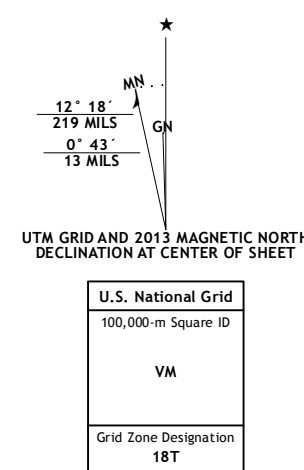 ★
MN
12° 18´
219 MILS
GN
0° 43´
13 MILS
UTM GRID AND 2013 MAGNETIC NORTH
DECLINATION AT CENTER OF SHEET
U.S. National Grid
100,000-m Square ID
VM
Grid Zone Designation
18T